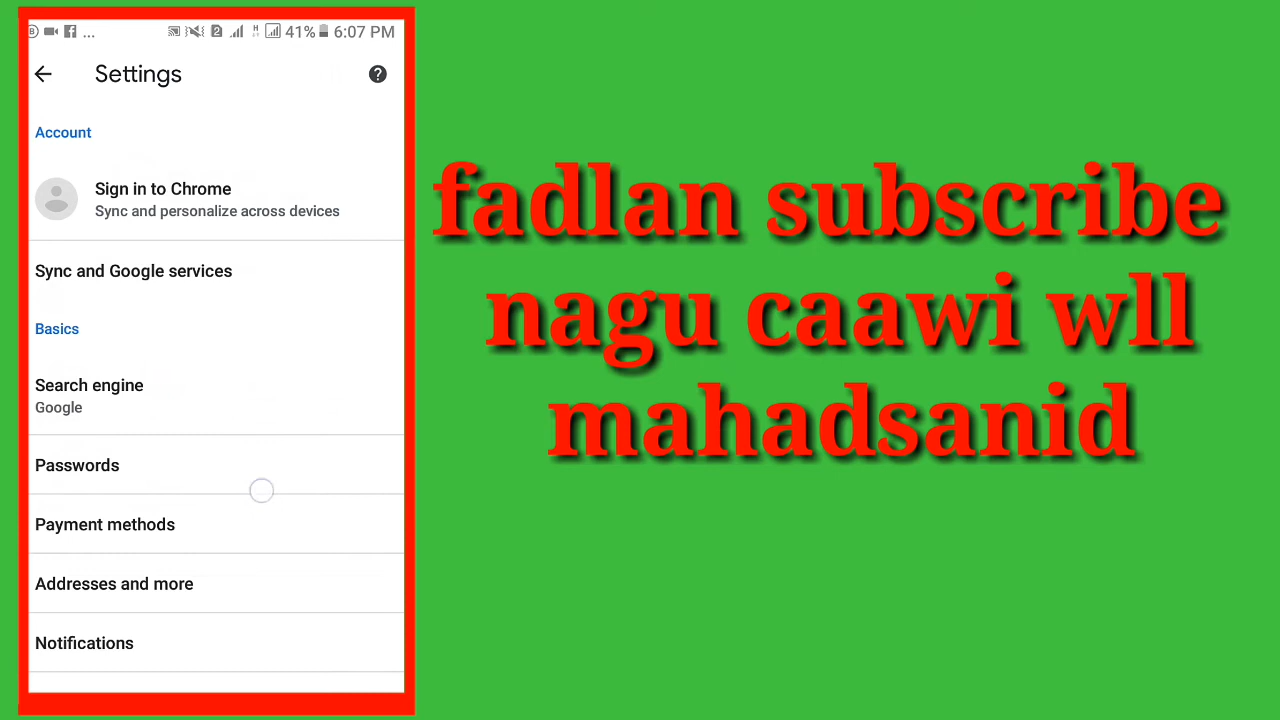 ... 2 41% 6:07 PM
Settings
Account
Sign in to Chrome
Sync and personalize across devices
Sync and Google services
Basics
Search engine
Google
Passwords
Payment methods
Addresses and more
Notifications
fadlan subscribe
nagu caawi wll
mahadsanid